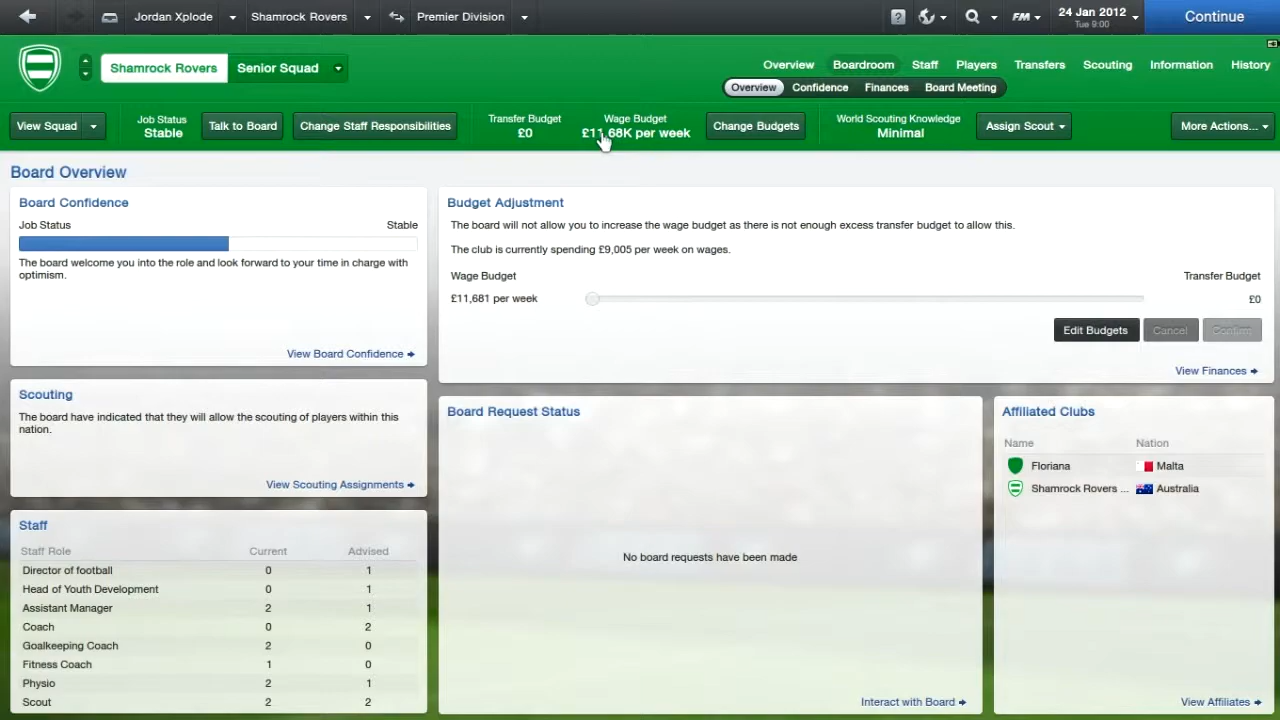 Jordan Xplode Shamrock Rovers Premier Division ? FM 24 Jan 2012 Continue
Tue 9:00
Shamrock Rovers Senior Squad Overview Boardroom Staff Players Transfers Scouting Information History
Overview Confidence Finances Board Meeting
View Squad Job Status Talk to Board Change Staff Responsibilities Transfer Budget Wage Budget Change Budgets World Scouting Knowledge Assign Scout More Actions...
Stable £0 £11.68K per week Minimal
Board Overview
Board Confidence
Job Status Stable
The board welcome you into the role and look forward to your time in charge with
optimism.
View Board Confidence
Budget Adjustment
The board will not allow you to increase the wage budget as there is not enough excess transfer budget to allow this.
The club is currently spending £9,005 per week on wages.
Wage Budget Transfer Budget
£11,681 per week £0
Edit Budgets Cancel Confirm
View Finances
Scouting
The board have indicated that they will allow the scouting of players within this
nation.
View Scouting Assignments
Board Request Status
No board requests have been made
Interact with Board
Affiliated Clubs
Name Nation
Floriana Malta
Shamrock Rovers ... Australia
View Affiliates
Staff
Staff Role Current Advised
Director of football 0 1
Head of Youth Development 0 1
Assistant Manager 2 1
Coach 0 2
Goalkeeping Coach 2 0
Fitness Coach 1 0
Physio 2 1
Scout 2 2